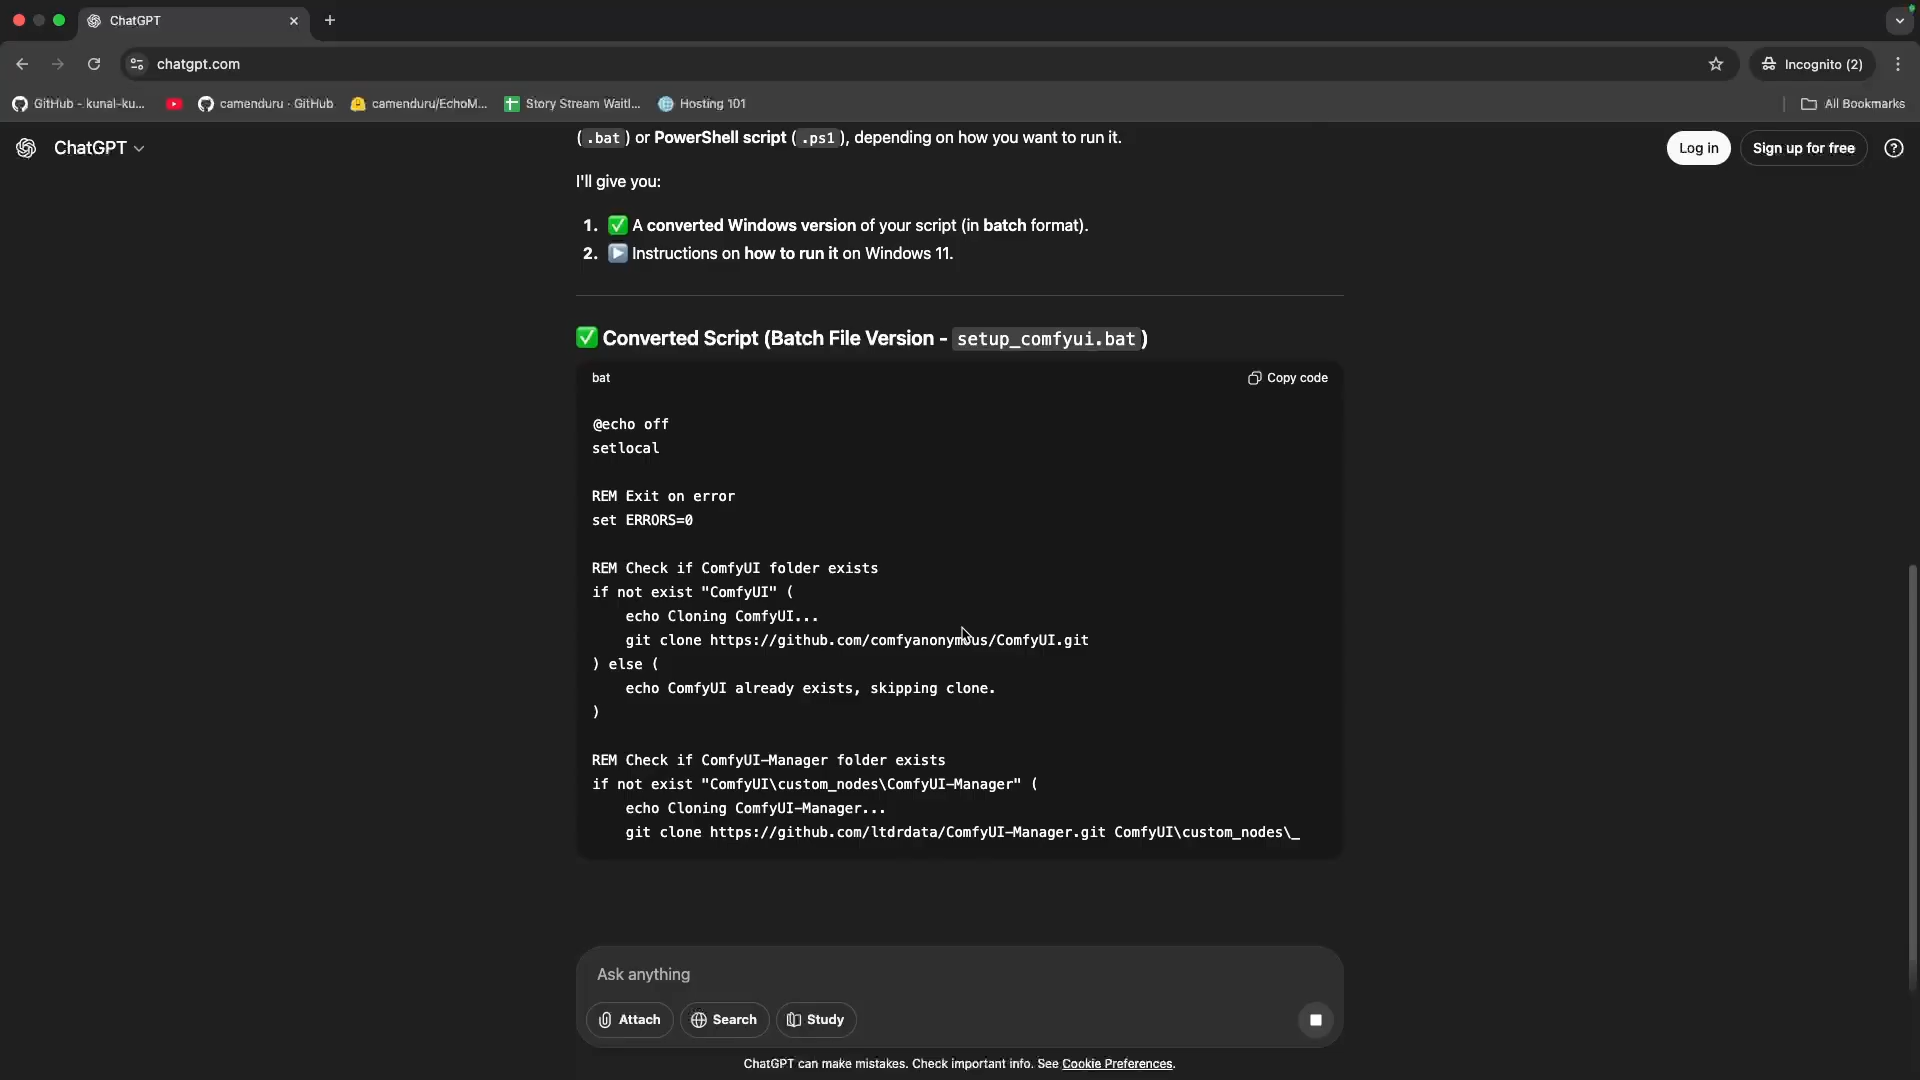 ChatGPT
chatgpt.com
Incognito (2)
GitHub - kunal-ku...
camenduru · GitHub
camenduru/EchoM...
Story Stream Waitl...
Hosting 101
All Bookmarks
ChatGPT
Log in
Sign up for free
(.bat) or PowerShell script (.ps1), depending on how you want to run it.
I'll give you:
1. ✅ A converted Windows version of your script (in batch format).
2. ▶️ Instructions on how to run it on Windows 11.
✅ Converted Script (Batch File Version - setup_comfyui.bat)
bat
Copy code
@echo off
setlocal
REM Exit on error
set ERRORS=0
REM Check if ComfyUI folder exists
if not exist "ComfyUI" (
echo Cloning ComfyUI...
git clone https://github.com/comfyanonymous/ComfyUI.git
) else (
echo ComfyUI already exists, skipping clone.
)
REM Check if ComfyUI-Manager folder exists
if not exist "ComfyUI\custom_nodes\ComfyUI-Manager" (
echo Cloning ComfyUI-Manager...
git clone https://github.com/ltdrdata/ComfyUI-Manager.git ComfyUI\custom_nodes\_
Ask anything
Attach
Search
Study
ChatGPT can make mistakes. Check important info. See Cookie Preferences.